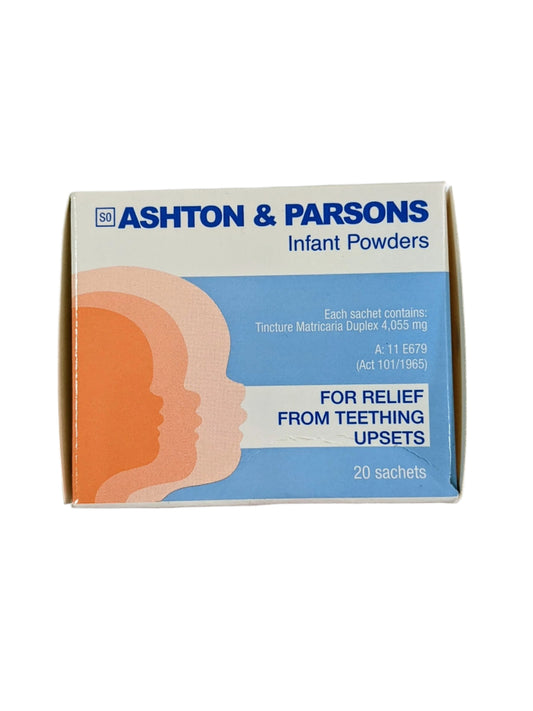 S0 ASHTON & PARSONS
Infant Powders
Each sachet contains:
Tincture Matricaria Duplex 4,055 mg
A: 11 E679
(Act 101/1965)
FOR RELIEF
FROM TEETHING
UPSETS
20 sachets